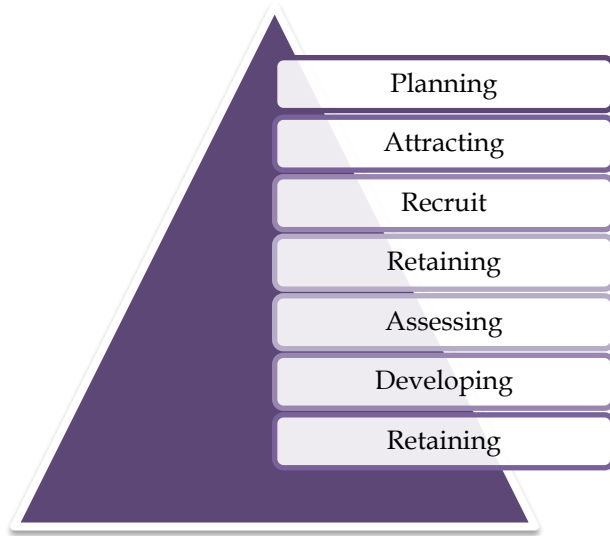 Planning
Attracting
Recruit
Retaining
Assessing
Developing
Retaining